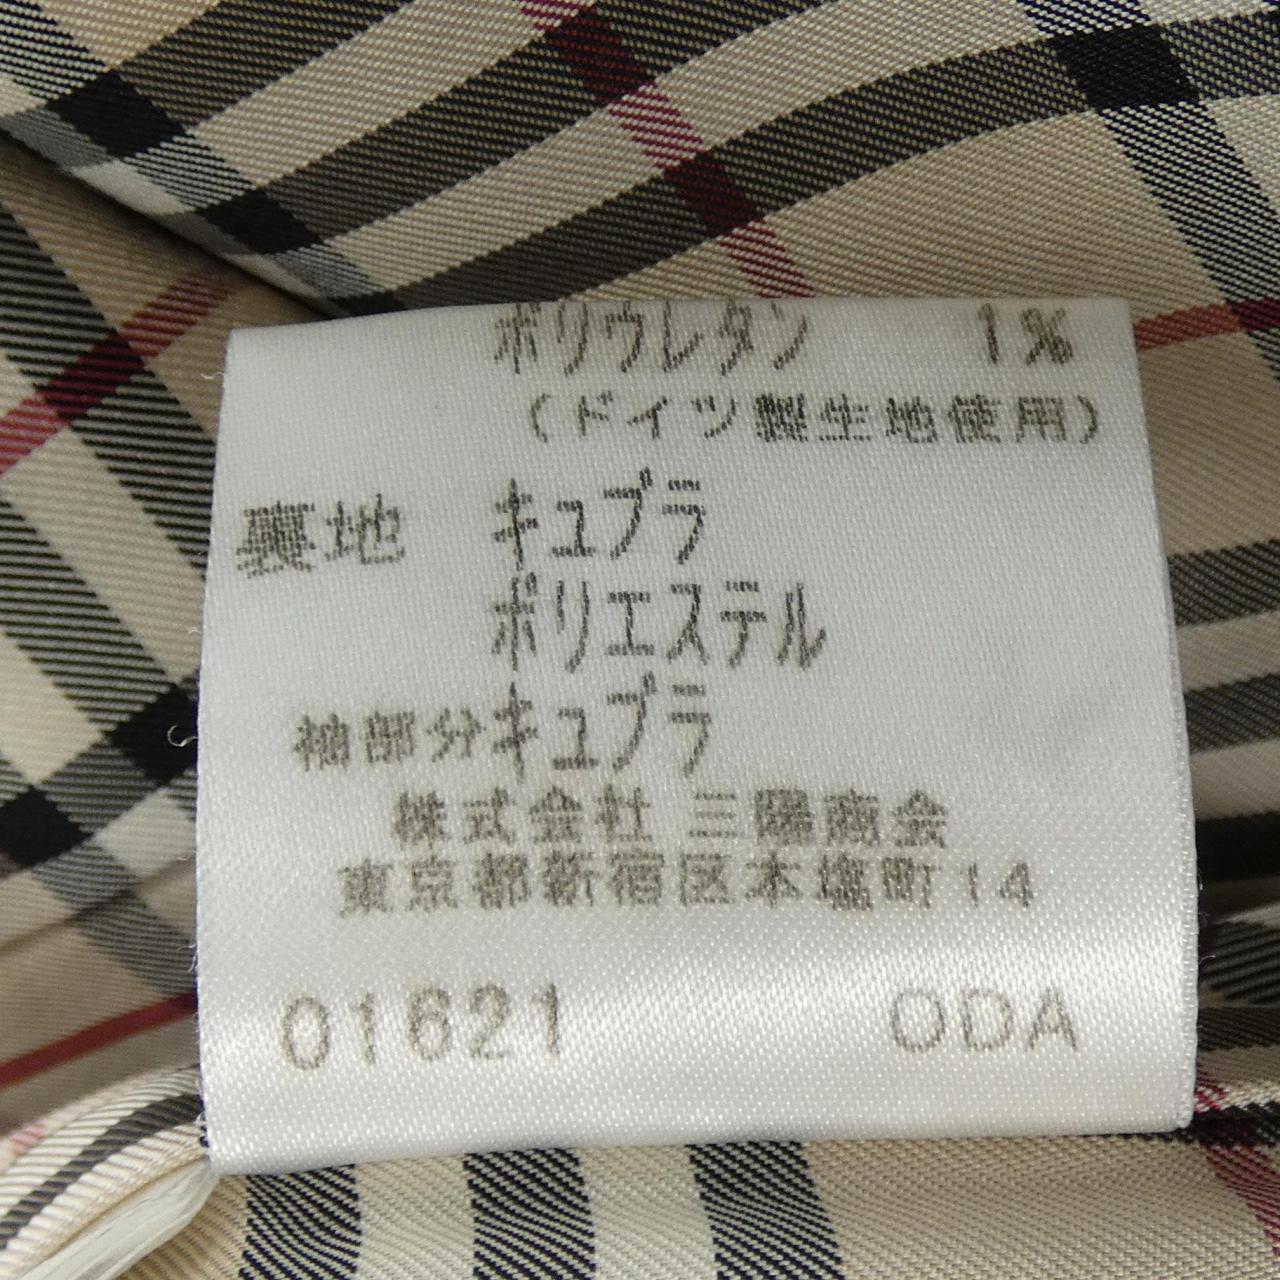 ポリウレタン 1%
(ドイツ製生地使用)
裏地 キュプラ
ポリエステル
袖部分キュプラ
株式会社 三陽商会
東京都新宿区本塩町14
01621 ODA